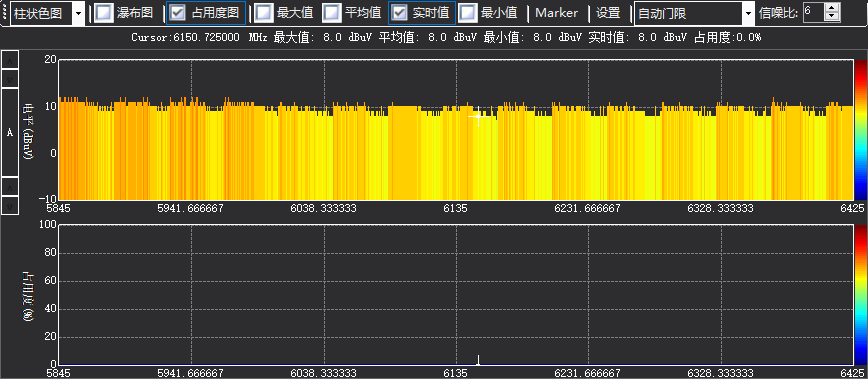 柱状色图 瀑布图 占用度图 最大值 平均值 实时值 最小值 Marker 设置 自动门限 信噪比: 6
Cursor:6150.725000 MHz 最大值: 8.0 dBuV 平均值: 8.0 dBuV 最小值: 8.0 dBuV 实时值: 8.0 dBuV 占用度:0.0%
A
电平(dBuV)
20
10
0
-10
5845 5941.666667 6038.333333 6135 6231.666667 6328.333333 6425
占用度(%)
100
80
60
40
20
0
5845 5941.666667 6038.333333 6135 6231.666667 6328.333333 6425